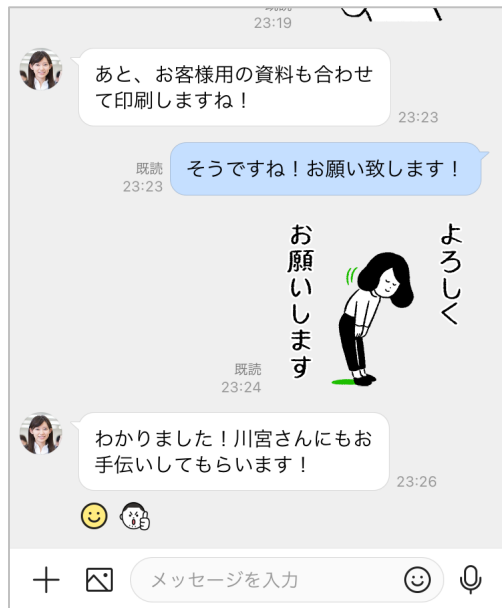 23:19
あと、お客様用の資料も合わせ
て印刷しますね！
23:23
既読
23:23
そうですね！お願い致します！
よろしく
お願いします
既読
23:24
わかりました！川宮さんにもお
手伝いしてもらいます！
23:26
メッセージを入力